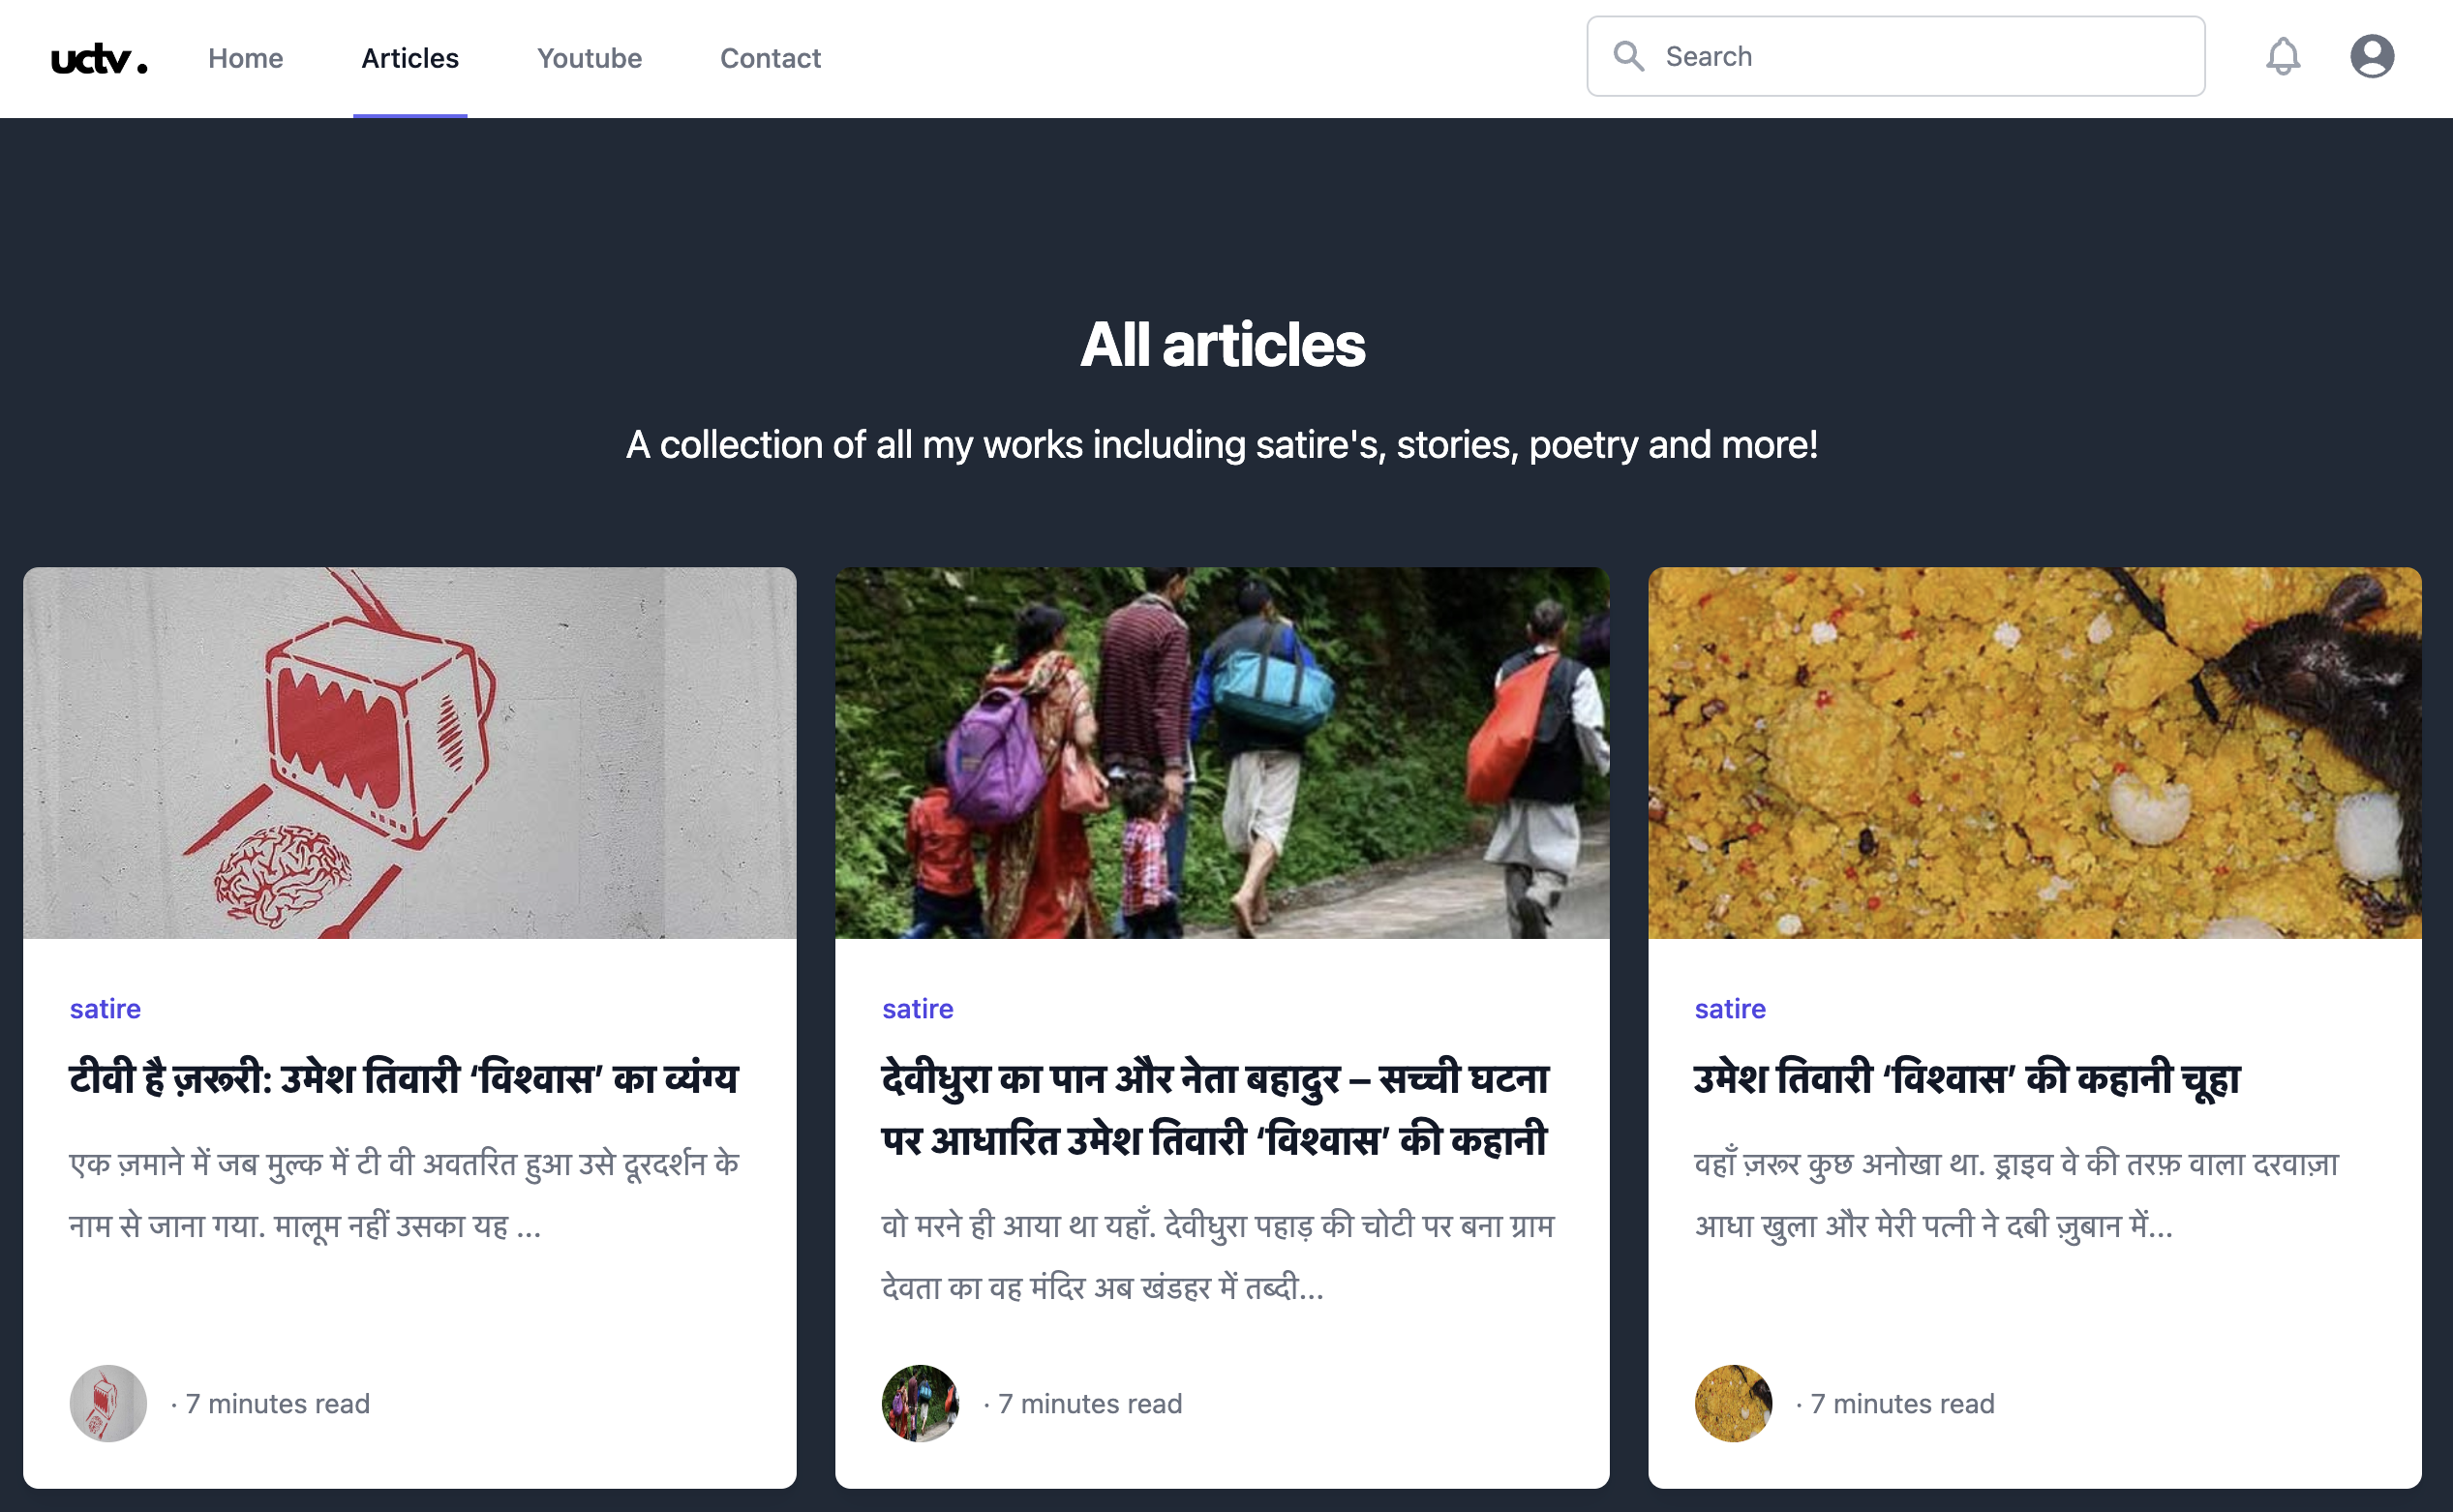 uctv.
Home
Articles
Youtube
Contact
Search
All articles
A collection of all my works including satire's, stories, poetry and more!
satire
टीवी है ज़रूरी: उमेश तिवारी ‘विश्वास’ का व्यंग्य
एक ज़माने में जब मुल्क में टी वी अवतरित हुआ उसे दूरदर्शन के
नाम से जाना गया. मालूम नहीं उसका यह ...
· 7 minutes read
satire
देवीधुरा का पान और नेता बहादुर – सच्ची घटना
पर आधारित उमेश तिवारी ‘विश्वास’ की कहानी
वो मरने ही आया था यहाँ. देवीधुरा पहाड़ की चोटी पर बना ग्राम
देवता का वह मंदिर अब खंडहर में तब्दी...
· 7 minutes read
satire
उमेश तिवारी ‘विश्वास’ की कहानी चूहा
वहाँ ज़रूर कुछ अनोखा था. ड्राइव वे की तरफ़ वाला दरवाज़ा
आधा खुला और मेरी पत्नी ने दबी ज़ुबान में...
· 7 minutes read